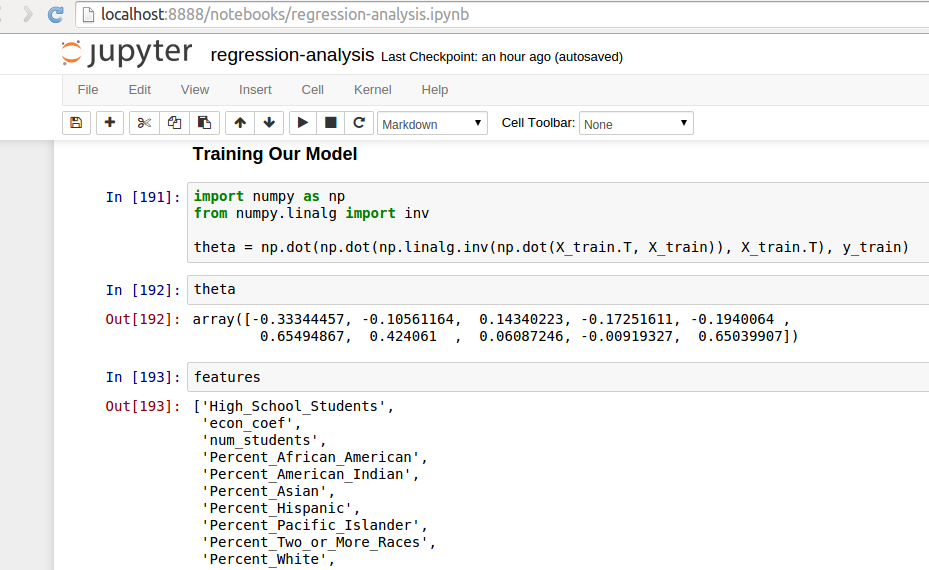 localhost:8888/notebooks/regression-analysis.ipynb
jupyter regression-analysis Last Checkpoint: an hour ago (autosaved)
File Edit View Insert Cell Kernel Help
Markdown Cell Toolbar: None
Training Our Model
In [191]: import numpy as np
from numpy.linalg import inv
theta = np.dot(np.dot(np.linalg.inv(np.dot(X_train.T, X_train)), X_train.T), y_train)
In [192]: theta
Out[192]: array([-0.33344457, -0.10561164,  0.14340223, -0.17251611, -0.1940064 ,
0.65494867,  0.424061  ,  0.06087246, -0.00919327,  0.65039907])
In [193]: features
Out[193]: ['High_School_Students',
'econ_coef',
'num_students',
'Percent_African_American',
'Percent_American_Indian',
'Percent_Asian',
'Percent_Hispanic',
'Percent_Pacific_Islander',
'Percent_Two_or_More_Races',
'Percent_White',